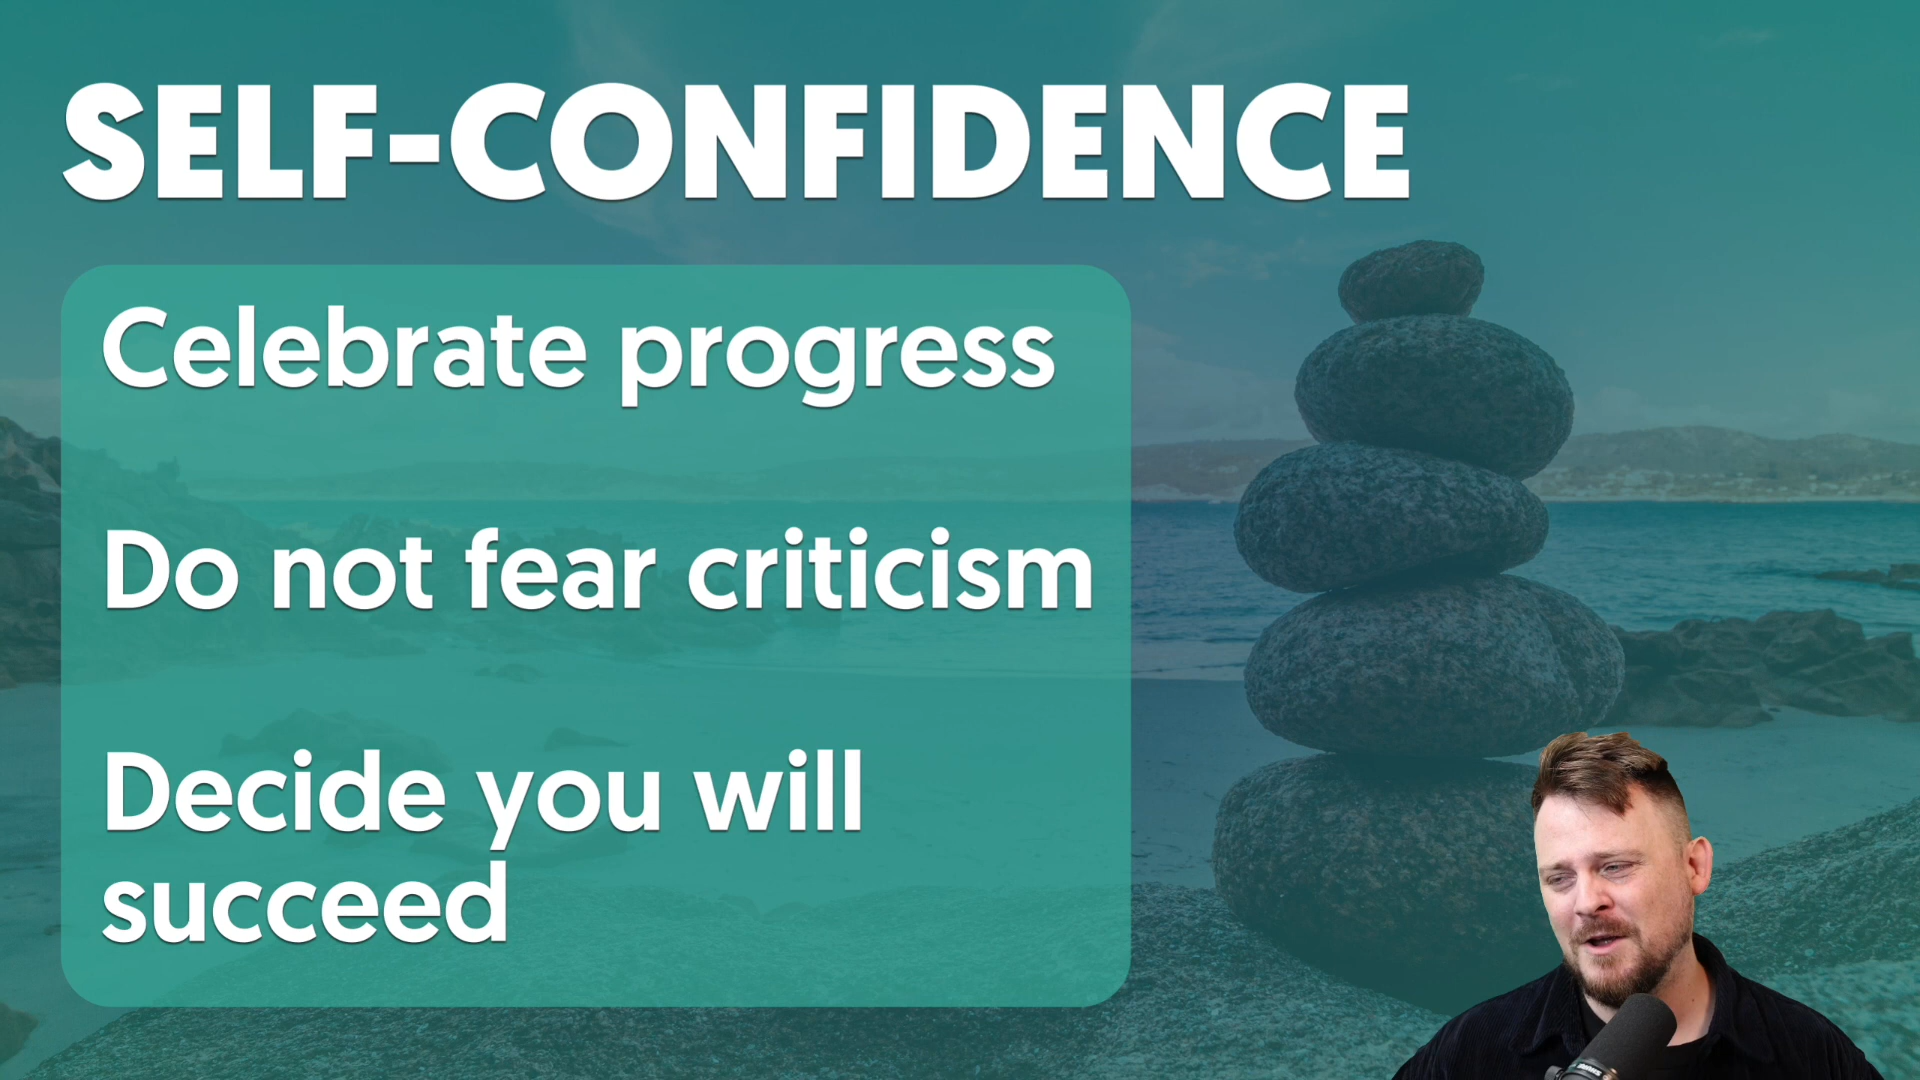 SELF-CONFIDENCE
Celebrate progress
Do not fear criticism
Decide you will
succeed